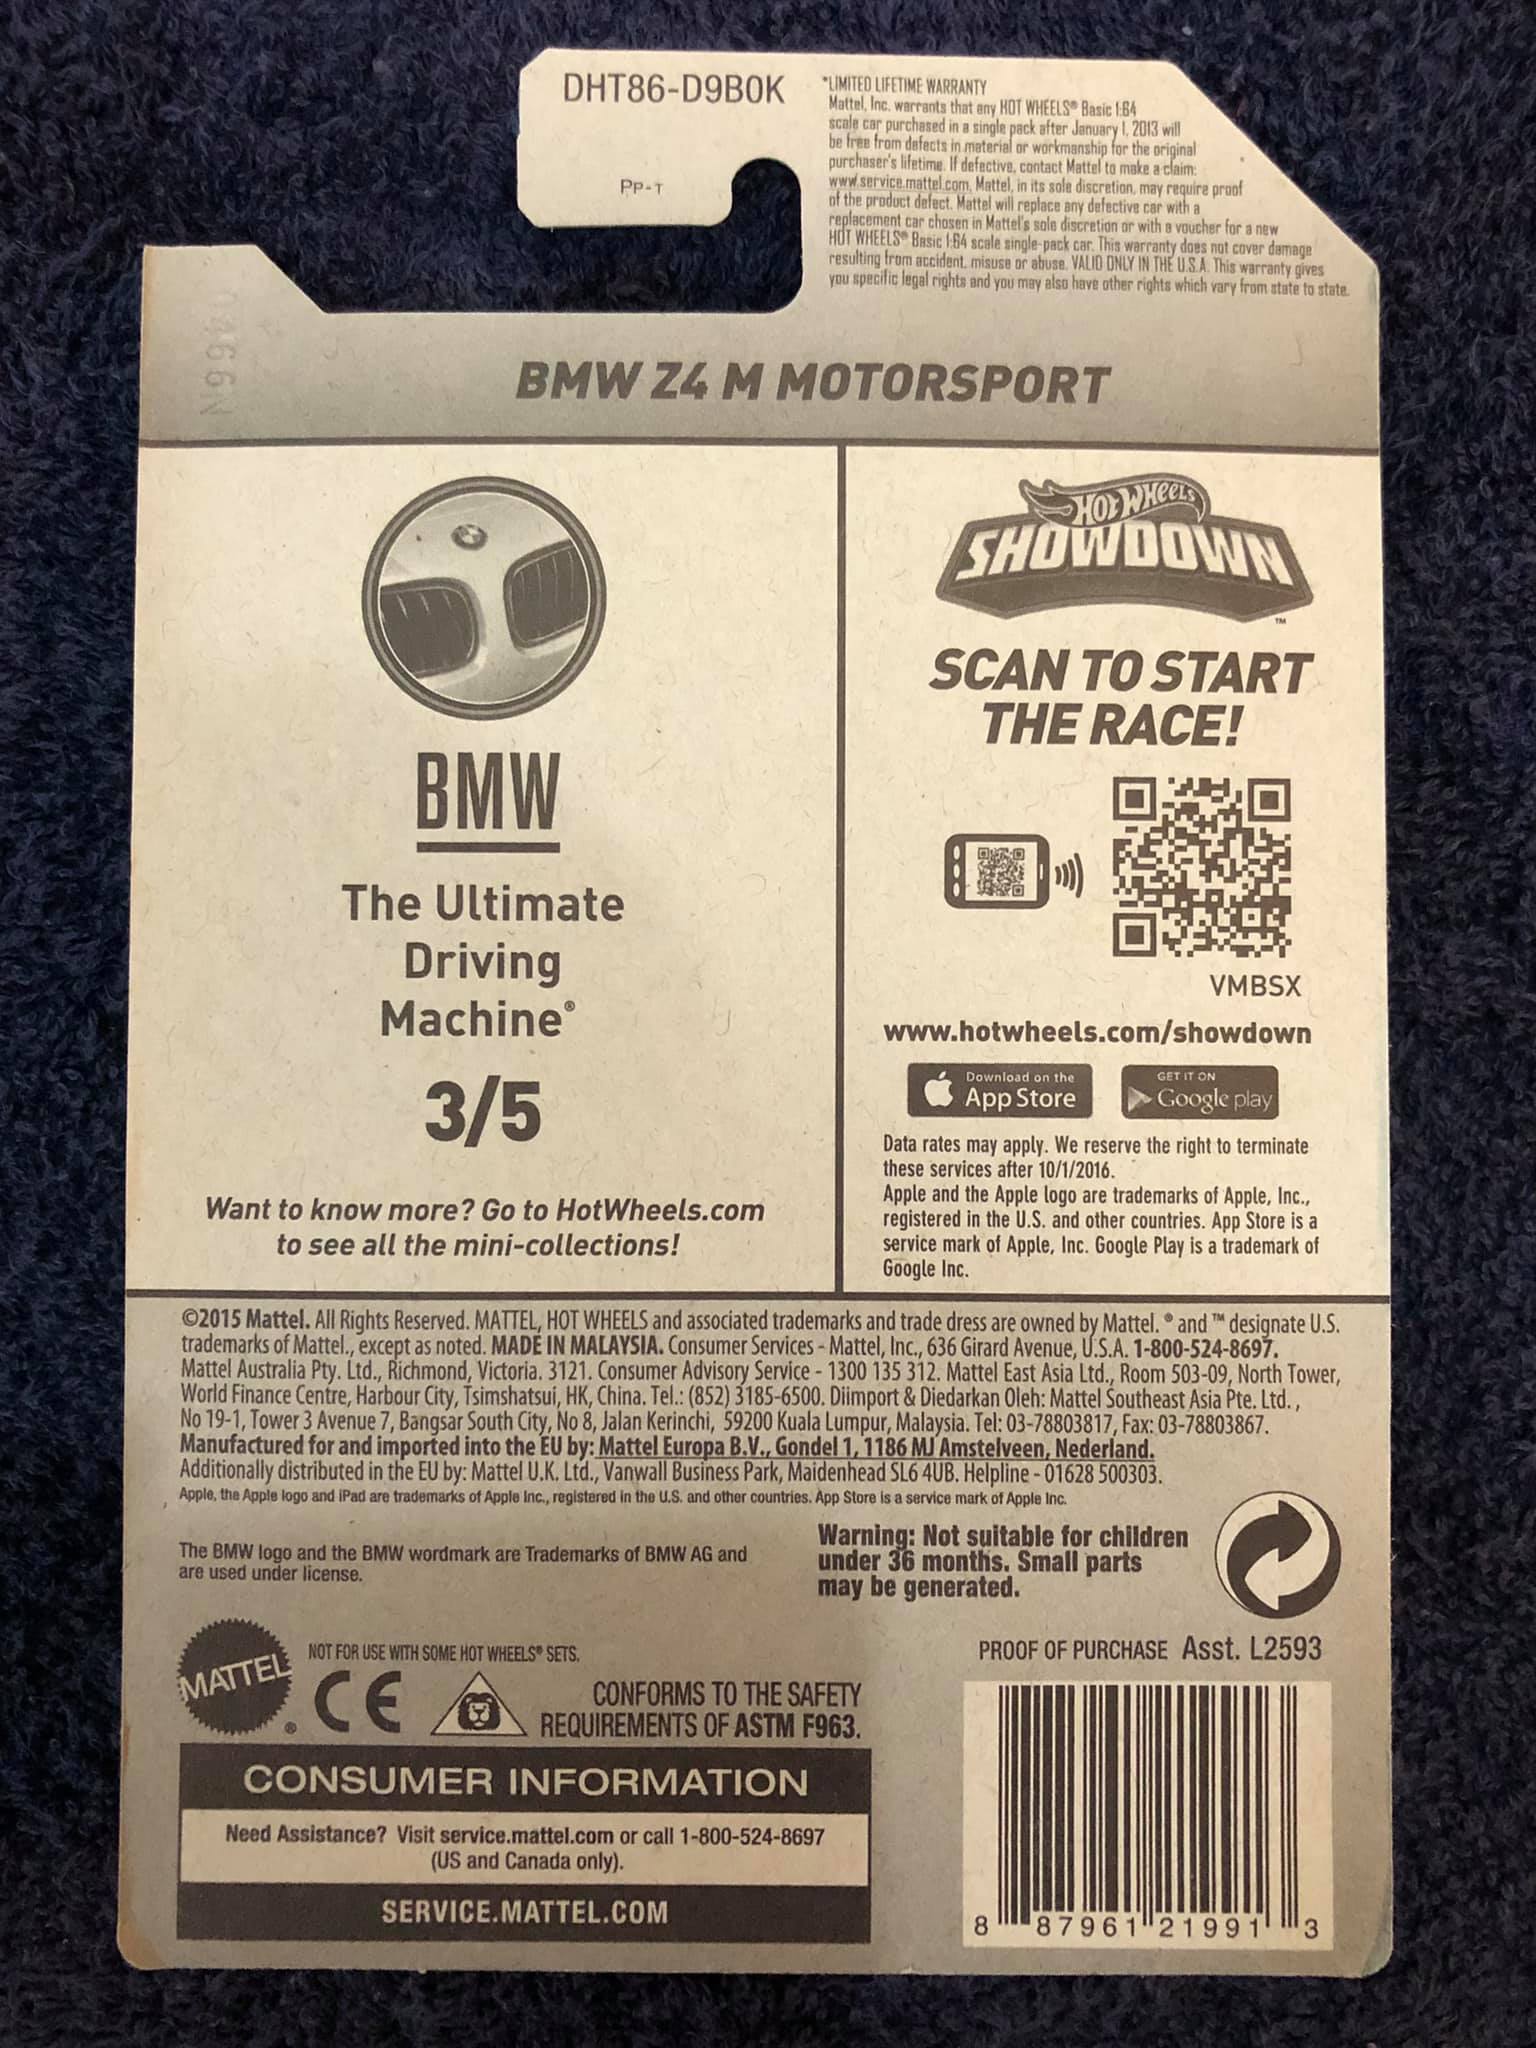 DHT86-D9B0K
PP-T
*LIMITED LIFETIME WARRANTY
Mattel, Inc. warrants that any HOT WHEELS® Basic 1:64
scale car purchased in a single pack after January 1, 2013 will
be free from defects in material or workmanship for the original
purchaser's lifetime. If defective, contact Mattel to make a claim:
www.service.mattel.com. Mattel, in its sole discretion, may require proof
of the product defect. Mattel will replace any defective car with a
replacement car chosen in Mattel's sole discretion or with a voucher for a new
HOT WHEELS® Basic 1:64 scale single-pack car. This warranty does not cover damage
resulting from accident, misuse or abuse. VALID ONLY IN THE U.S.A. This warranty gives
you specific legal rights and you may also have other rights which vary from state to state.
BMW Z4 M MOTORSPORT
BMW
The Ultimate
Driving
Machine®
3/5
Want to know more? Go to HotWheels.com
to see all the mini-collections!
HOT WHEELS
SHOWDOWN
™
SCAN TO START
THE RACE!
VMBSX
www.hotwheels.com/showdown
Download on the
App Store
GET IT ON
Google play
Data rates may apply. We reserve the right to terminate
these services after 10/1/2016.
Apple and the Apple logo are trademarks of Apple, Inc.,
registered in the U.S. and other countries. App Store is a
service mark of Apple, Inc. Google Play is a trademark of
Google Inc.
©2015 Mattel. All Rights Reserved. MATTEL, HOT WHEELS and associated trademarks and trade dress are owned by Mattel. ® and ™ designate U.S.
trademarks of Mattel., except as noted. MADE IN MALAYSIA. Consumer Services - Mattel, Inc., 636 Girard Avenue, U.S.A. 1-800-524-8697.
Mattel Australia Pty. Ltd., Richmond, Victoria. 3121. Consumer Advisory Service - 1300 135 312. Mattel East Asia Ltd., Room 503-09, North Tower,
World Finance Centre, Harbour City, Tsimshatsui, HK, China. Tel.: (852) 3185-6500. Diimport & Diedarkan Oleh: Mattel Southeast Asia Pte. Ltd.,
No 19-1, Tower 3 Avenue 7, Bangsar South City, No 8, Jalan Kerinchi, 59200 Kuala Lumpur, Malaysia. Tel: 03-78803817, Fax: 03-78803867.
Manufactured for and imported into the EU by: Mattel Europa B.V., Gondel 1, 1186 MJ Amstelveen, Nederland.
Additionally distributed in the EU by: Mattel U.K. Ltd., Vanwall Business Park, Maidenhead SL6 4UB. Helpline - 01628 500303.
Apple, the Apple logo and iPad are trademarks of Apple Inc., registered in the U.S. and other countries. App Store is a service mark of Apple Inc.
The BMW logo and the BMW wordmark are Trademarks of BMW AG and
are used under license.
Warning: Not suitable for children
under 36 months. Small parts
may be generated.
MATTEL ®
NOT FOR USE WITH SOME HOT WHEELS® SETS.
CE
CONFORMS TO THE SAFETY
REQUIREMENTS OF ASTM F963.
PROOF OF PURCHASE Asst. L2593
CONSUMER INFORMATION
Need Assistance? Visit service.mattel.com or call 1-800-524-8697
(US and Canada only).
SERVICE.MATTEL.COM
8 87961 21991 3